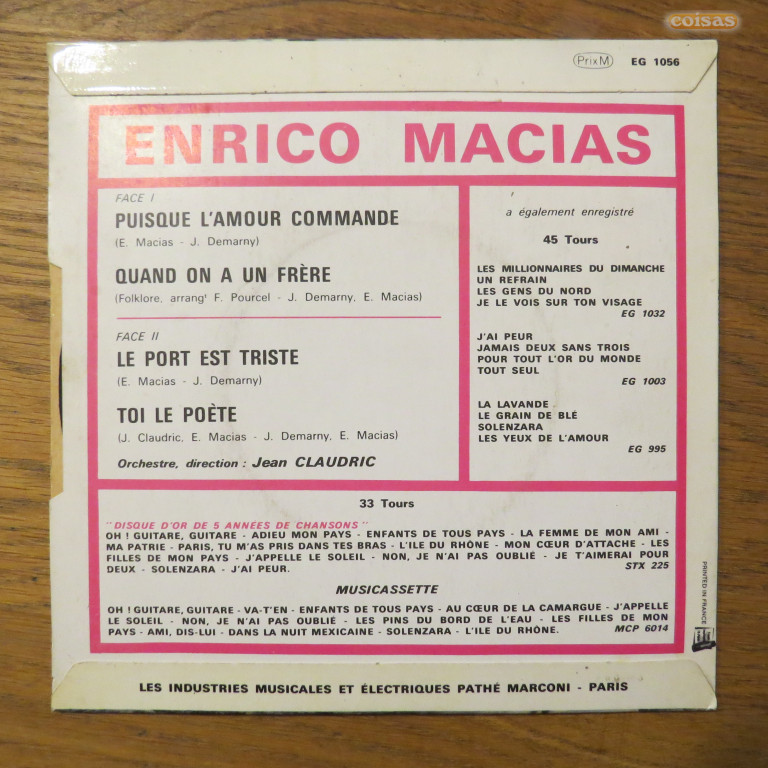 eoisas
PrixM EG 1056
ENRICO MACIAS
FACE I
PUISQUE L'AMOUR COMMANDE
(E. Macias - J. Demarny)
QUAND ON A UN FRÈRE
(Folklore, arrangt F. Pourcel - J. Demarny, E. Macias)
FACE II
LE PORT EST TRISTE
(E. Macias - J. Demarny)
TOI LE POÈTE
(J. Claudric, E. Macias - J. Demarny, E. Macias)
Orchestre, direction : Jean CLAUDRIC
a également enregistré
45 Tours
LES MILLIONNAIRES DU DIMANCHE
UN REFRAIN
LES GENS DU NORD
JE LE VOIS SUR TON VISAGE
EG 1032
J'AI PEUR
JAMAIS DEUX SANS TROIS
POUR TOUT L'OR DU MONDE
TOUT SEUL
EG 1003
LA LAVANDE
LE GRAIN DE BLÉ
SOLENZARA
LES YEUX DE L'AMOUR
EG 995
33 Tours
"DISQUE D'OR DE 5 ANNÉES DE CHANSONS"
OH ! GUITARE, GUITARE - ADIEU MON PAYS - ENFANTS DE TOUS PAYS - LA FEMME DE MON AMI -
MA PATRIE - PARIS, TU M'AS PRIS DANS TES BRAS - L'ILE DU RHÔNE - MON CŒUR D'ATTACHE - LES
FILLES DE MON PAYS - J'APPELLE LE SOLEIL - NON, JE N'AI PAS OUBLIÉ - JE T'AIMERAI POUR
DEUX - SOLENZARA - J'AI PEUR. STX 225
MUSICASSETTE
OH ! GUITARE, GUITARE - VA-T'EN - ENFANTS DE TOUS PAYS - AU CŒUR DE LA CAMARGUE - J'APPELLE
LE SOLEIL - NON, JE N'AI PAS OUBLIÉ - LES PINS DU BORD DE L'EAU - LES FILLES DE MON
PAYS - AMI, DIS-LUI - DANS LA NUIT MEXICAINE - SOLENZARA - L'ILE DU RHÔNE. MCP 6014
PRINTED IN FRANCE
LES INDUSTRIES MUSICALES ET ÉLECTRIQUES PATHÉ MARCONI - PARIS